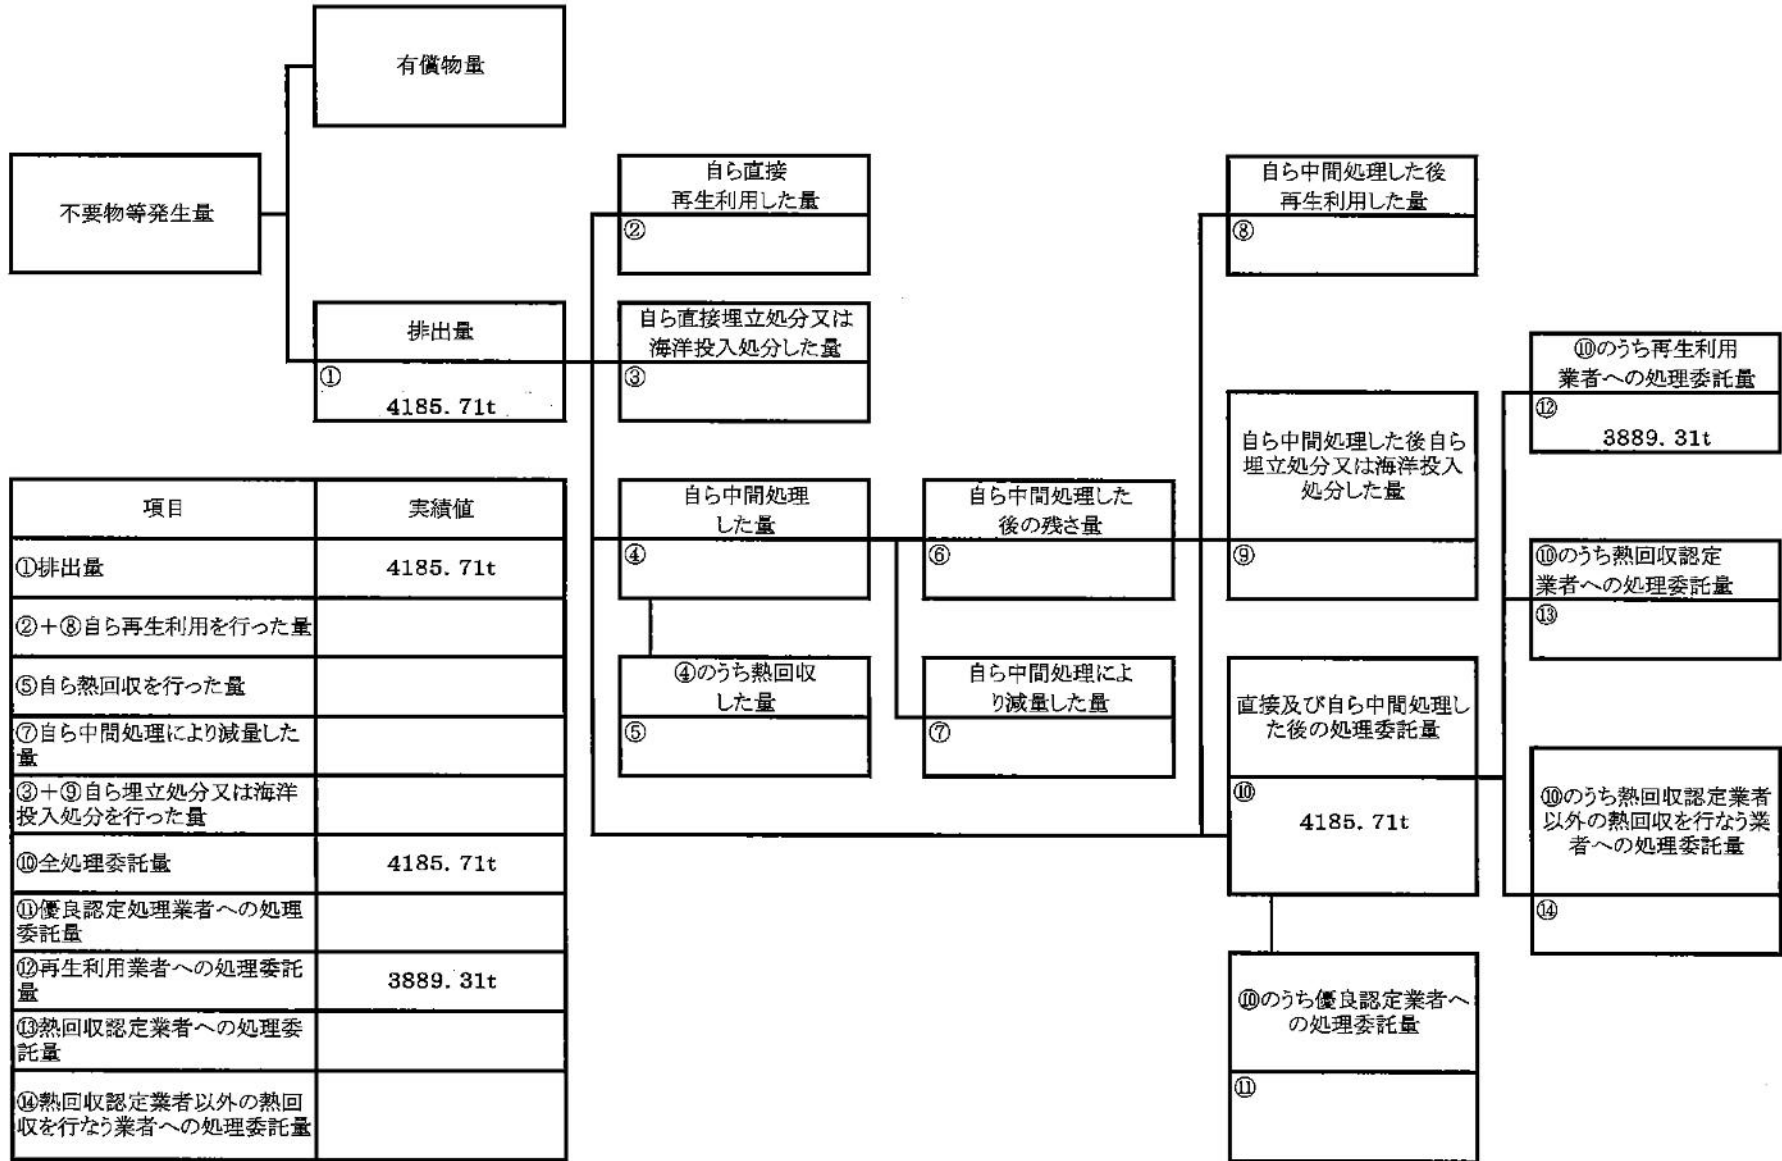 有償物量
不要物等発生量
排出量
①
4185.71t
自ら直接
再生利用した量
②
自ら直接埋立処分又は
海洋投入処分した量
③
自ら中間処理
した量
④
④のうち熱回収
した量
⑤
自ら中間処理した
後の残さ量
⑥
自ら中間処理によ
り減量した量
⑦
自ら中間処理した後
再生利用した量
⑧
自ら中間処理した後自ら
埋立処分又は海洋投入
処分した量
⑨
直接及び自ら中間処理し
た後の処理委託量
⑩
4185.71t
⑩のうち優良認定業者へ
の処理委託量
⑪
⑩のうち再生利用
業者への処理委託量
⑫
3889.31t
⑩のうち熱回収認定
業者への処理委託量
⑬
⑩のうち熱回収認定業者
以外の熱回収を行なう業
者への処理委託量
⑭
項目 実績値
①排出量 4185.71t
②+⑧自ら再生利用を行った量
⑤自ら熱回収を行った量
⑦自ら中間処理により減量した
量
③+⑨自ら埋立処分又は海洋
投入処分を行った量
⑩全処理委託量 4185.71t
⑪優良認定処理業者への処理
委託量
⑫再生利用業者への処理委託
量 3889.31t
⑬熱回収認定業者への処理委
託量
⑭熱回収認定業者以外の熱回
収を行なう業者への処理委託量